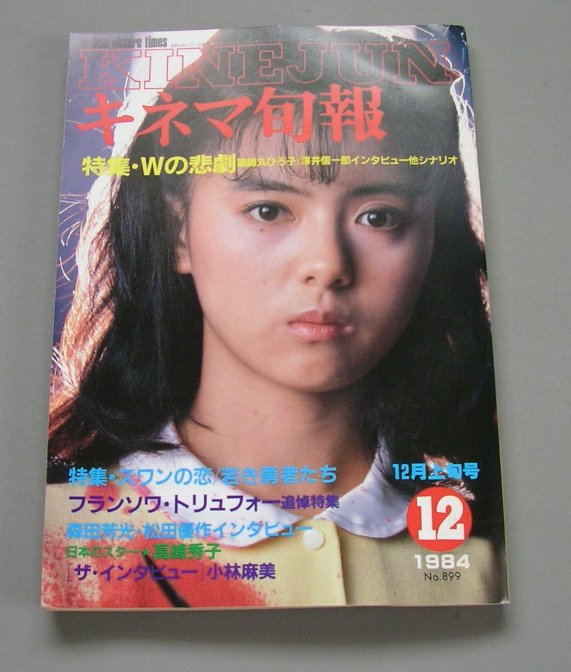 KINEJUN
キネマ旬報
特集・Wの悲劇 薬師丸ひろ子/澤井信一郎インタビュー他シナリオ
特集・スワンの恋/若き勇者たち
12月上旬号
フランソワ・トリュフォー追悼特集
森田芳光・松田優作インタビュー
日本のスター★高峰秀子
[ザ・インタビュー]小林麻美
12
1984
No.899